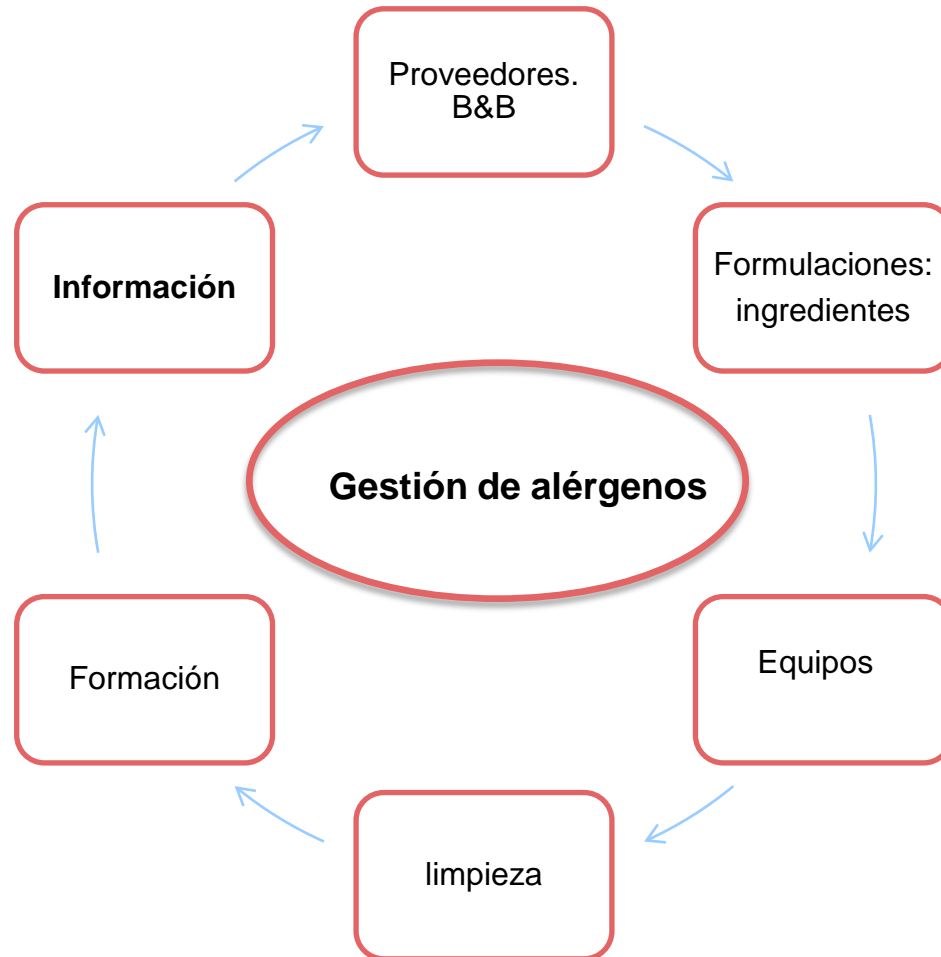 Proveedores.
B&B
Formulaciones:
ingredientes
Equipos
limpieza
Formación
Información
Gestión de alérgenos